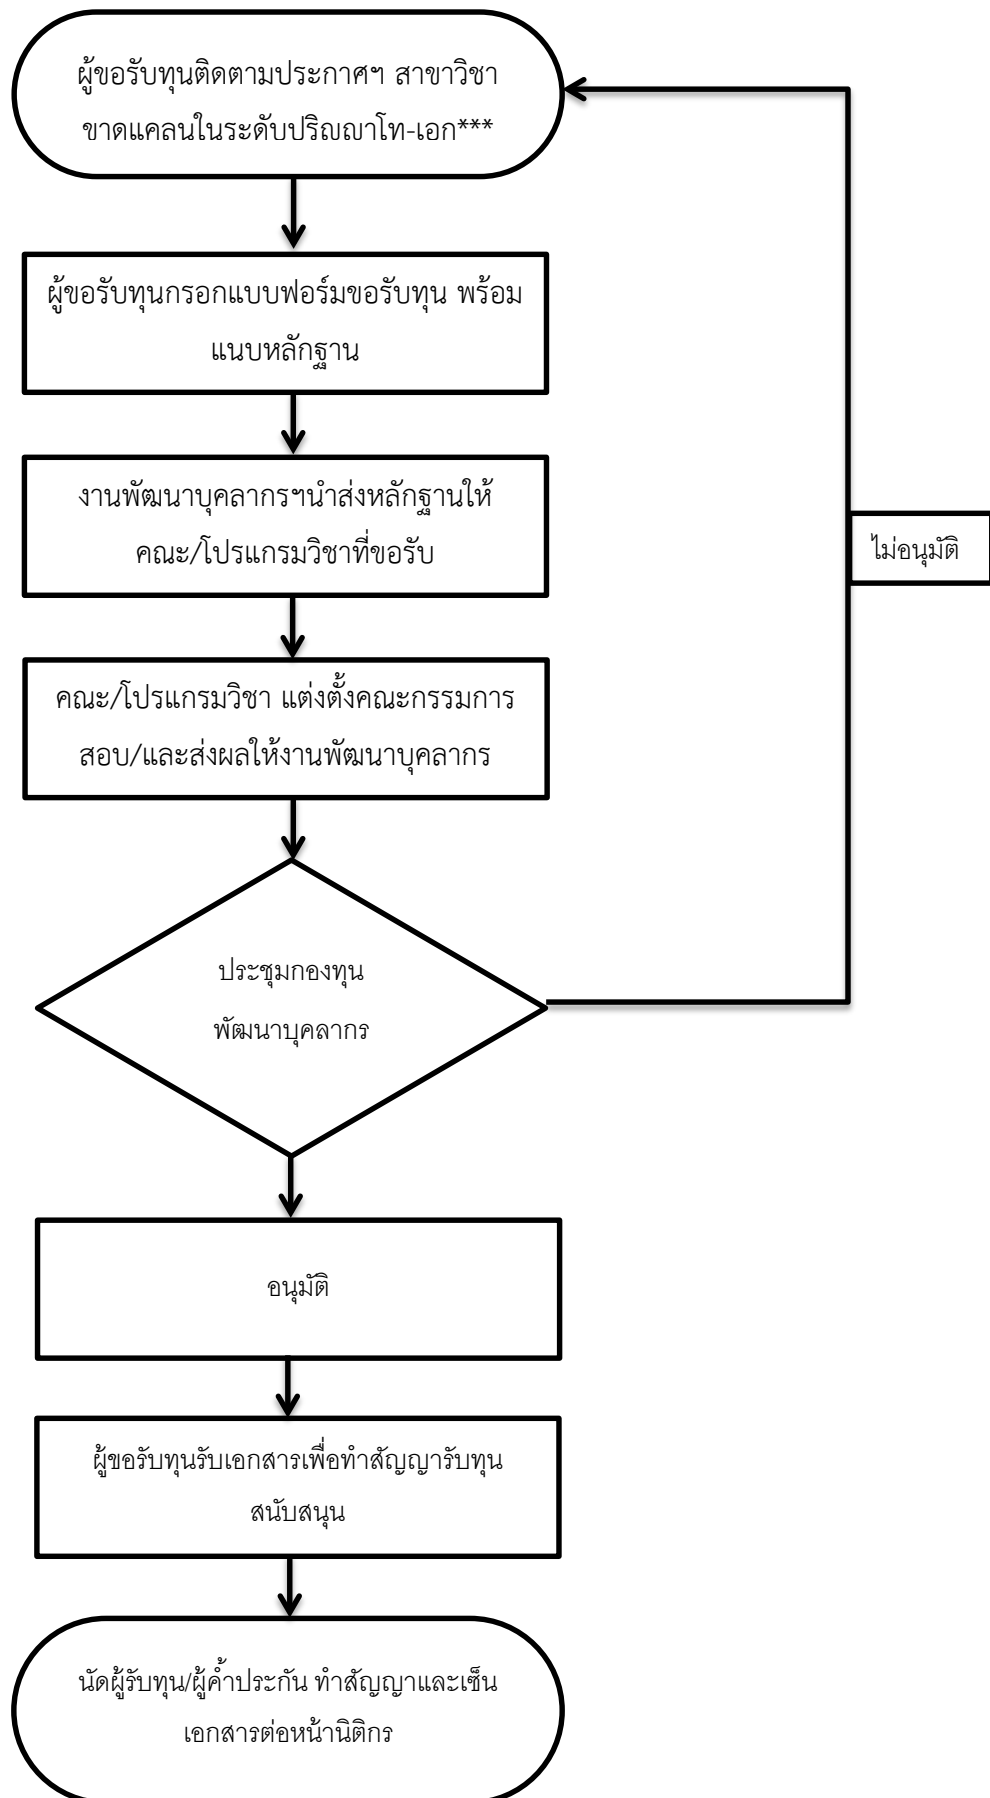 ผู้ขอรับทุนติดตามประกาศฯ สาขาวิชา
ขาดแคลนในระดับปริญญาโท-เอก***
ผู้ขอรับทุนกรอกแบบฟอร์มขอรับทุน พร้อม
แนบหลักฐาน
งานพัฒนาบุคลากรฯนำส่งหลักฐานให้
คณะ/โปรแกรมวิชาที่ขอรับ
ไม่อนุมัติ
คณะ/โปรแกรมวิชา แต่งตั้งคณะกรรมการ
สอบ/และส่งผลให้งานพัฒนาบุคลากร
ประชุมกองทุน
พัฒนาบุคลากร
อนุมัติ
ผู้ขอรับทุนรับเอกสารเพื่อทำสัญญารับทุน
สนับสนุน
นัดผู้รับทุน/ผู้ค้ำประกัน ทำสัญญาและเซ็น
เอกสารต่อหน้านิติกร